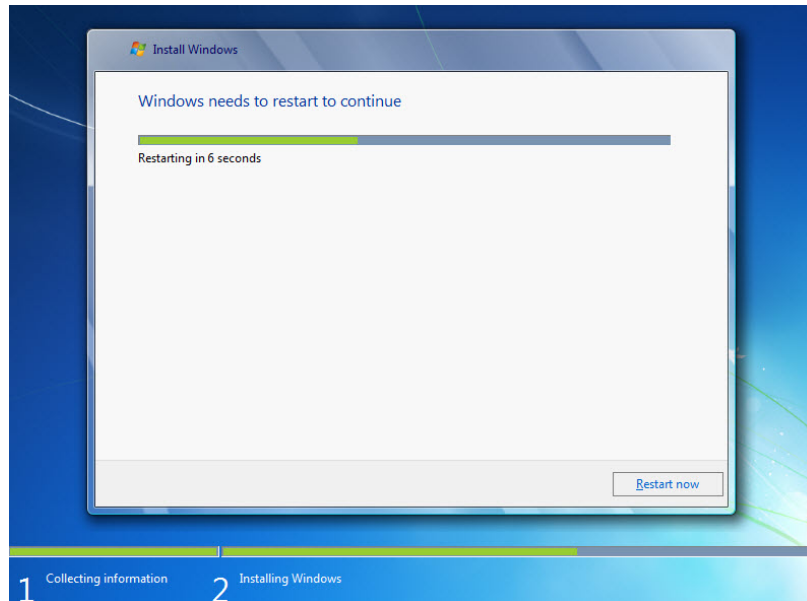 Install Windows
Windows needs to restart to continue
Restarting in 6 seconds
Restart now
1 Collecting information
2 Installing Windows